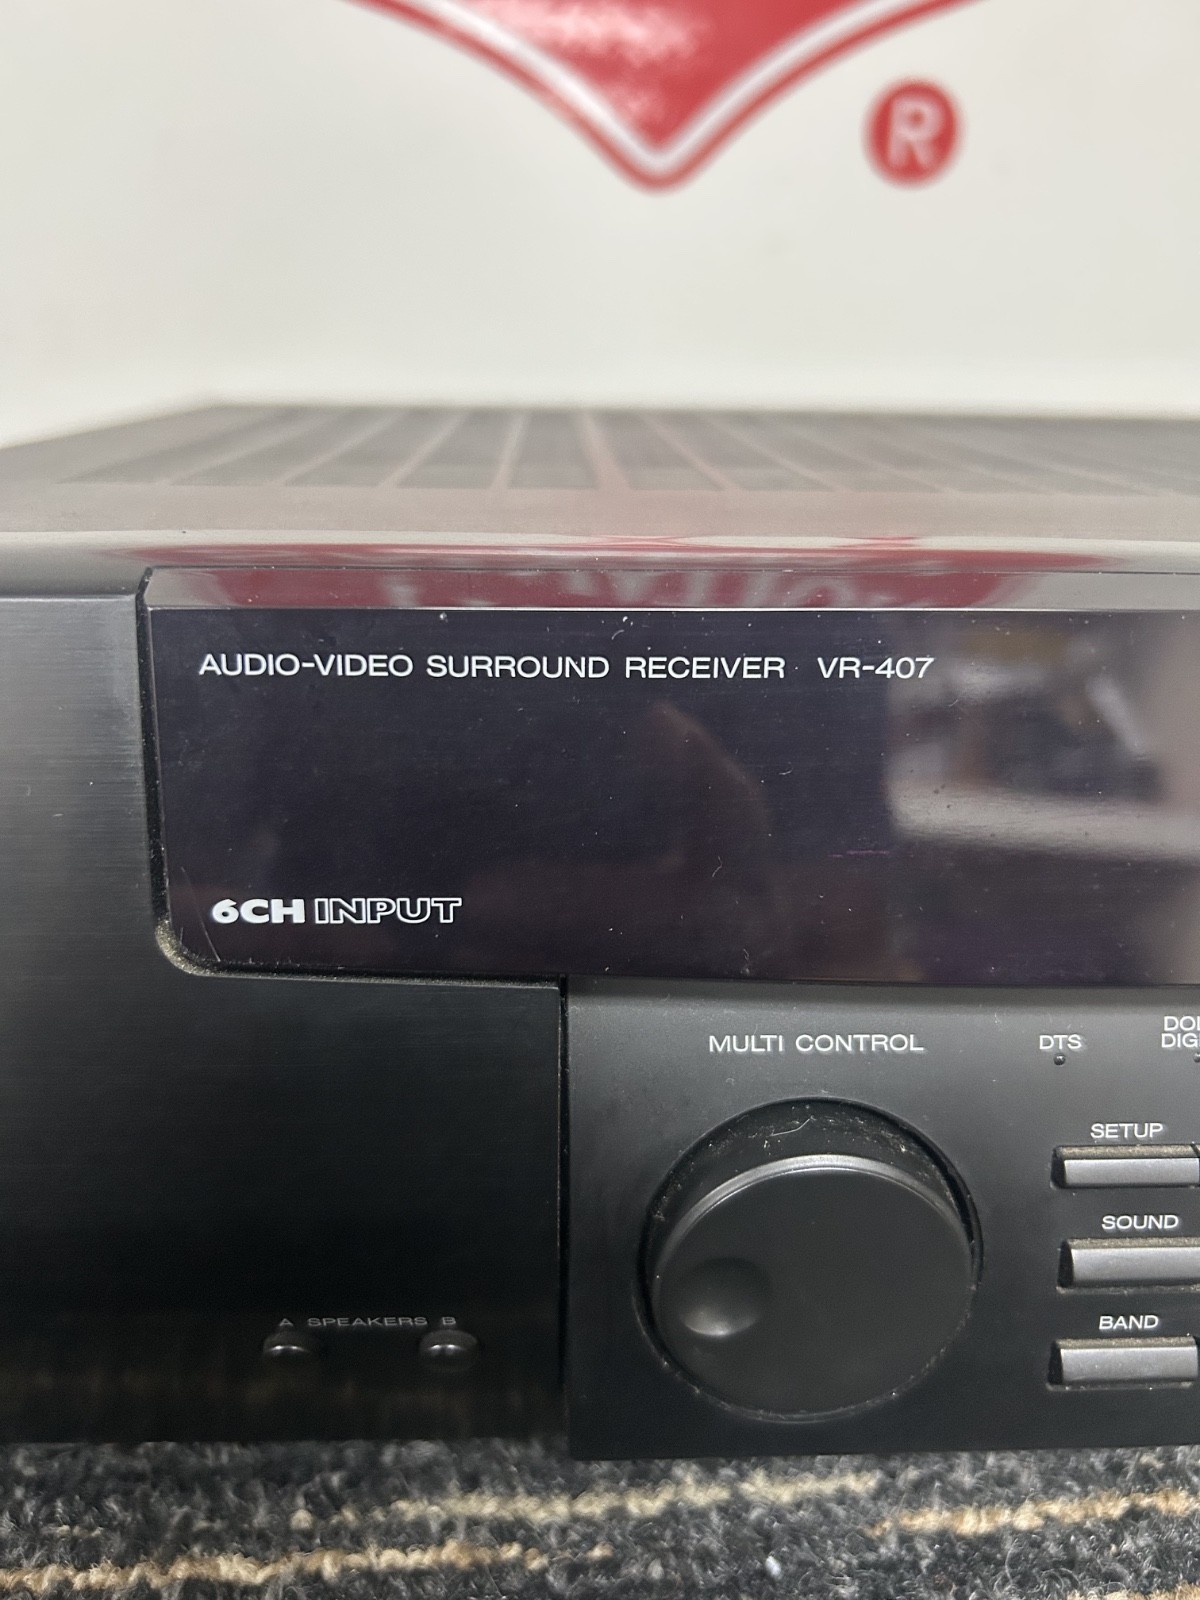 ®
AUDIO-VIDEO SURROUND RECEIVER VR-407
6CH INPUT
MULTI CONTROL
DTS
SETUP
SOUND
BAND
A SPEAKERS B